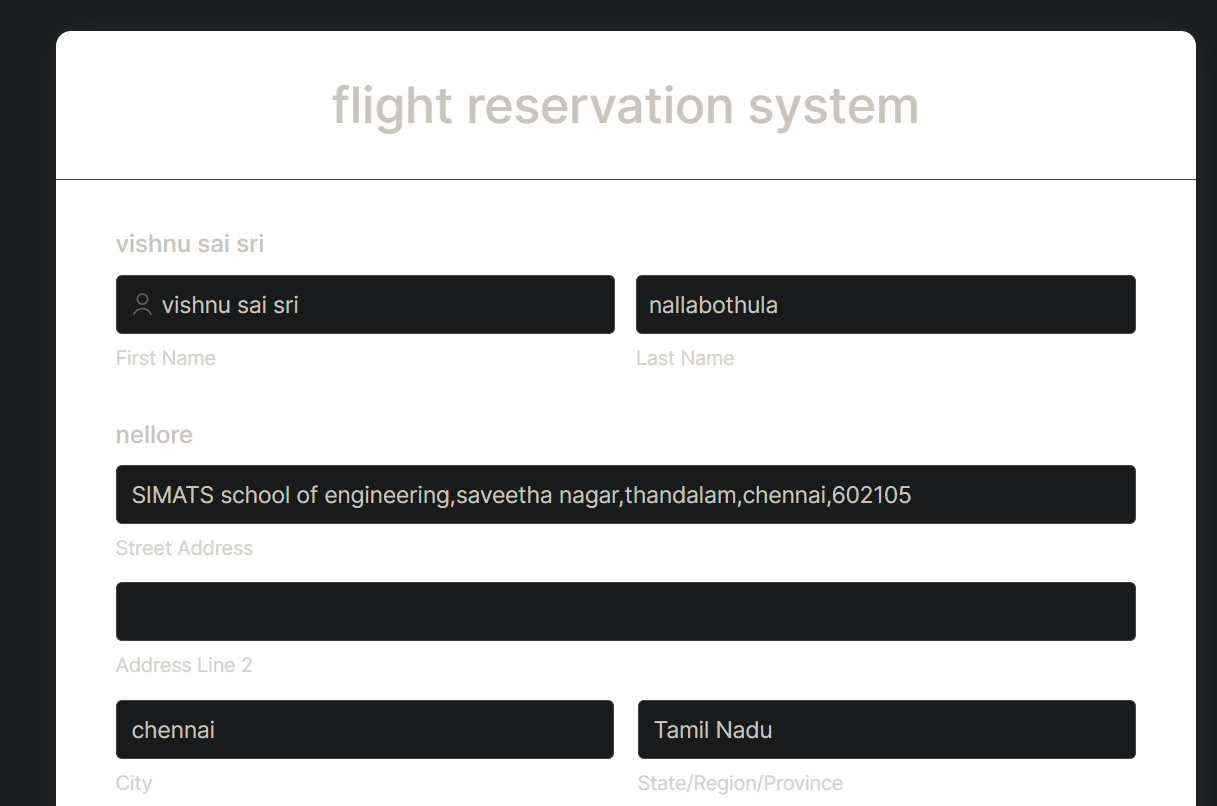 flight reservation system
vishnu sai sri
vishnu sai sri nallabothula
First Name Last Name
nellore
SIMATS school of engineering,saveetha nagar,thandalam,chennai,602105
Street Address
Address Line 2
chennai Tamil Nadu
City State/Region/Province